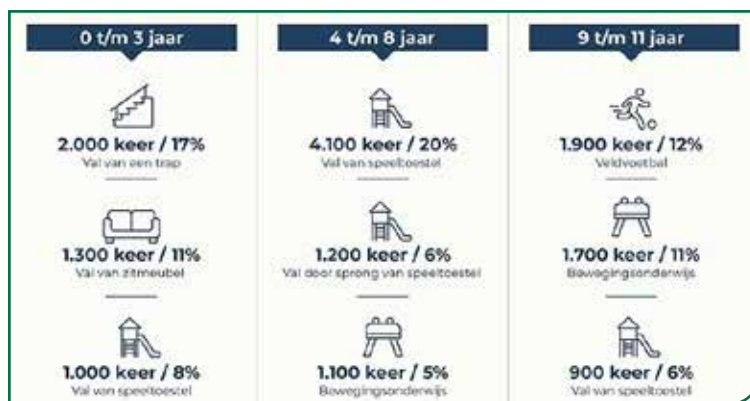 0 t/m 3 jaar
2.000 keer / 17%
Val van een trap
1.300 keer / 11%
Val van zitmeubel
1.000 keer / 8%
Val van speeltoestel
4 t/m 8 jaar
4.100 keer / 20%
Val van speeltoestel
1.200 keer / 6%
Val door sprong van speeltoestel
1.100 keer / 5%
Bewegingsonderwijs
9 t/m 11 jaar
1.900 keer / 12%
Veldvoetbal
1.700 keer / 11%
Bewegingsonderwijs
900 keer / 6%
Val van speeltoestel